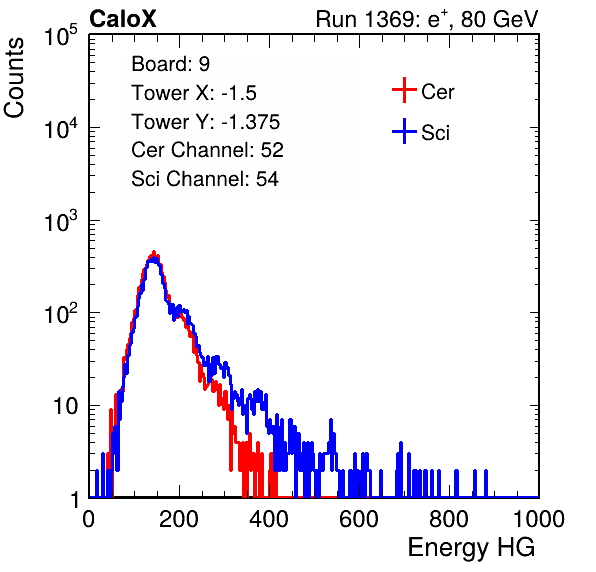 CaloX Run 1369: e⁺, 80 GeV
Counts
Board: 9
Tower X: -1.5
Tower Y: -1.375
Cer Channel: 52
Sci Channel: 54
Cer
Sci
10⁵
10⁴
10³
10²
10
1
0 200 400 600 800 1000
Energy HG